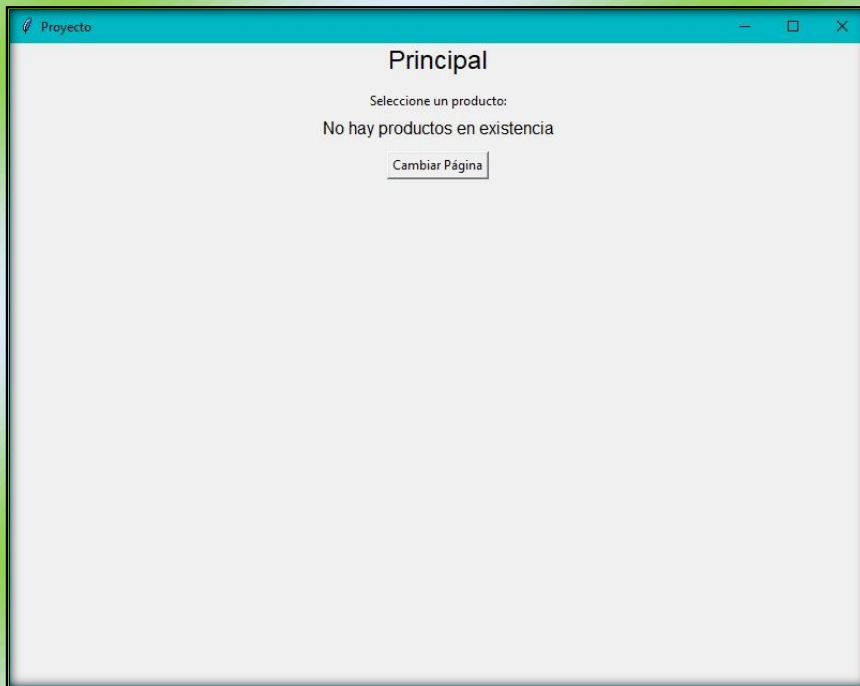 Proyecto
Principal
Seleccione un producto:
No hay productos en existencia
Cambiar Página